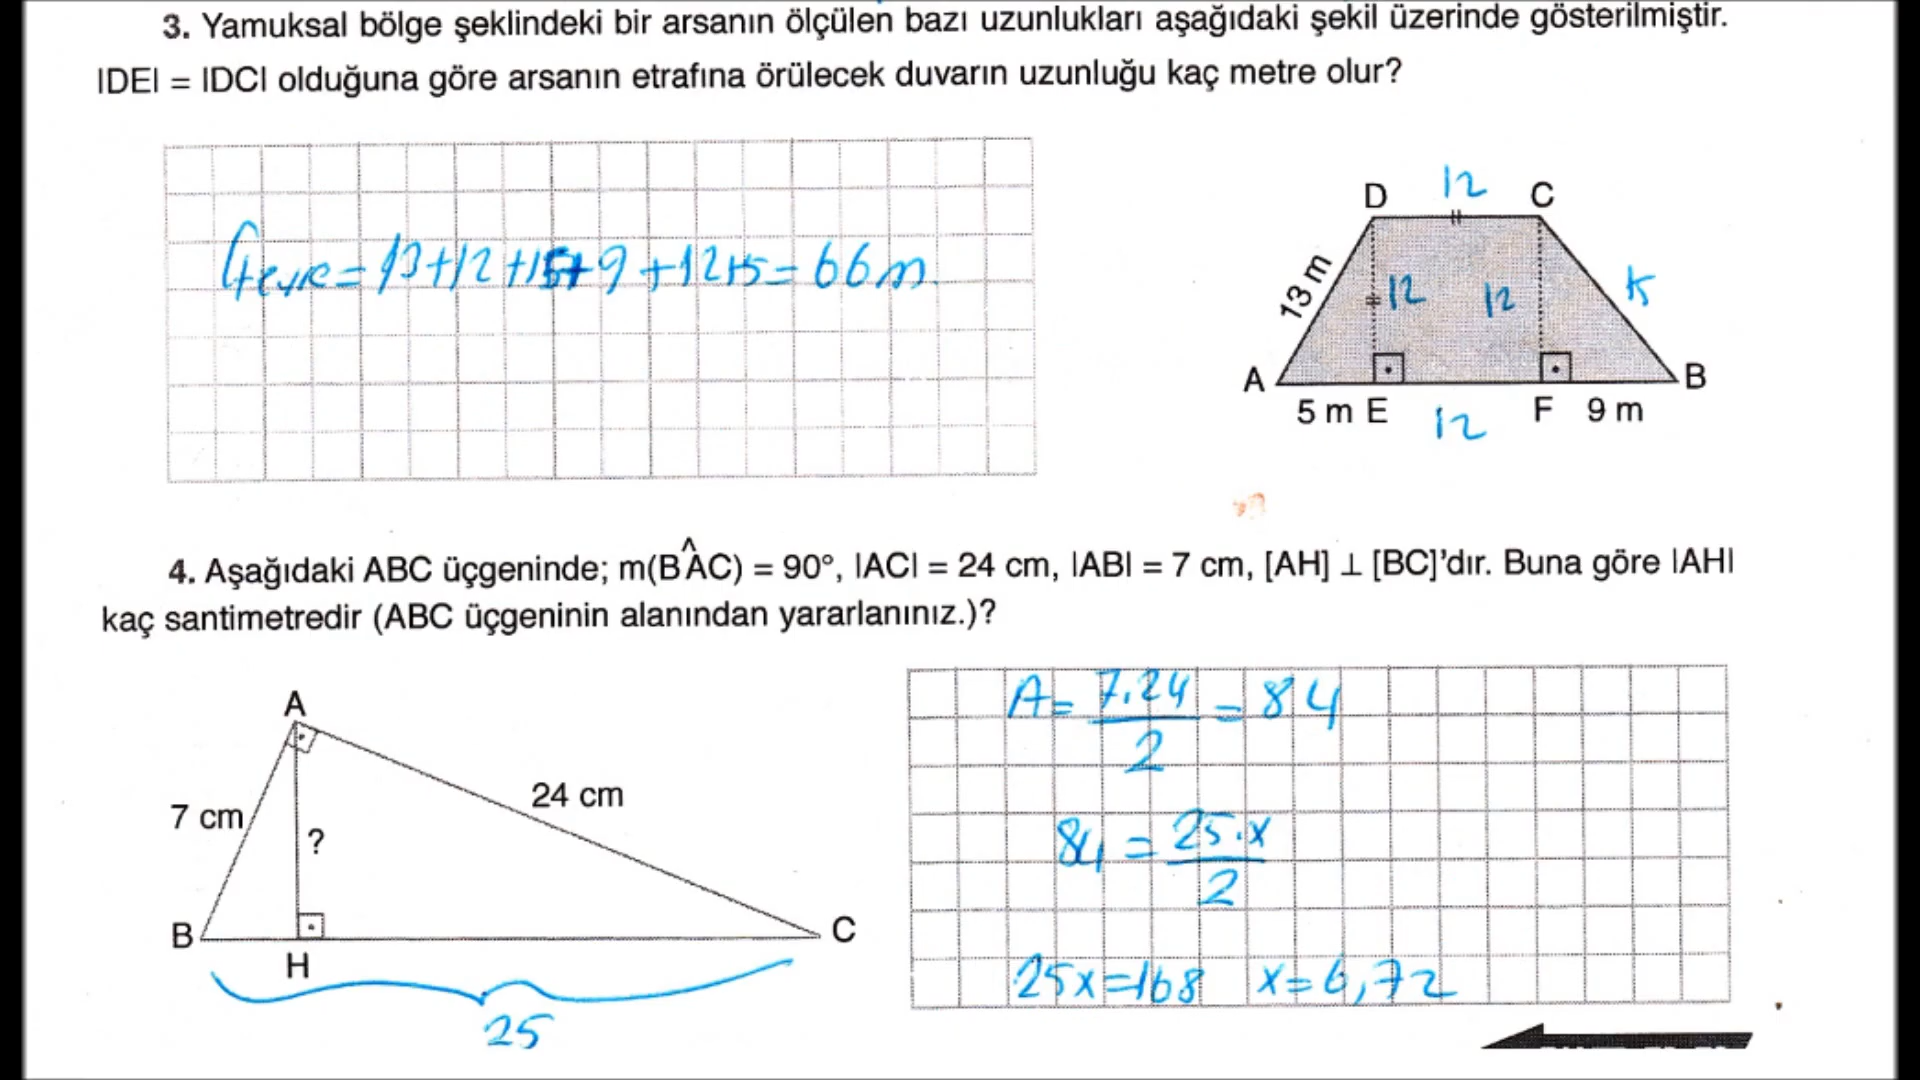 3. Yamuksal bölge şeklindeki bir arsanın ölçülen bazı uzunlukları aşağıdaki şekil üzerinde gösterilmiştir.
IDEI = IDCI olduğuna göre arsanın etrafına örülecek duvarın uzunluğu kaç metre olur?
Çevre = 13+12+15+9+12+5 = 66m.
D 12 C
13 m 12 12 15
A B
5 m E 12 F 9 m
4. Aşağıdaki ABC üçgeninde; m(BÂC) = 90°, IACI = 24 cm, IABI = 7 cm, [AH] ⊥ [BC]'dır. Buna göre IAHI
kaç santimetredir (ABC üçgeninin alanından yararlanınız.)?
A
7 cm ? 24 cm
B H C
25
A = 7.24/2 = 84
84 = 25.x/2
25x=168 x=6,72